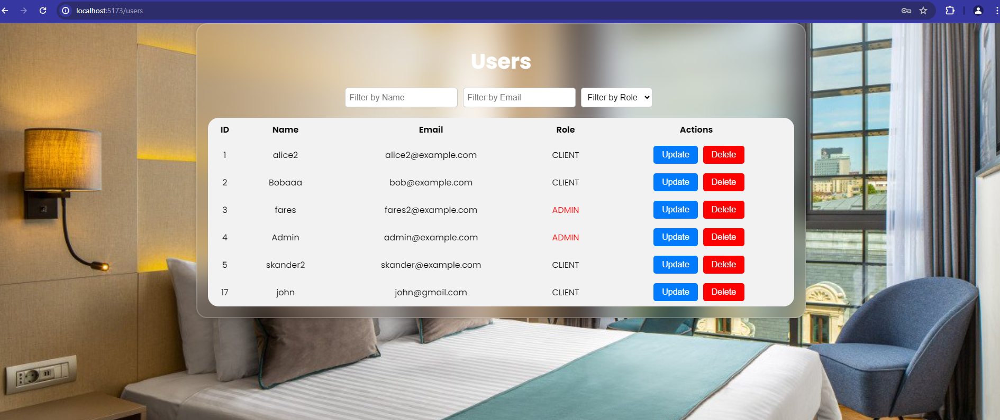 localhost:5173/users
Users
Filter by Name Filter by Email Filter by Role
ID Name Email Role Actions
1 alice2 alice2@example.com CLIENT Update Delete
2 Bobaaa bob@example.com CLIENT Update Delete
3 fares fares2@example.com ADMIN Update Delete
4 Admin admin@example.com ADMIN Update Delete
5 skander2 skander@example.com CLIENT Update Delete
17 john john@gmail.com CLIENT Update Delete